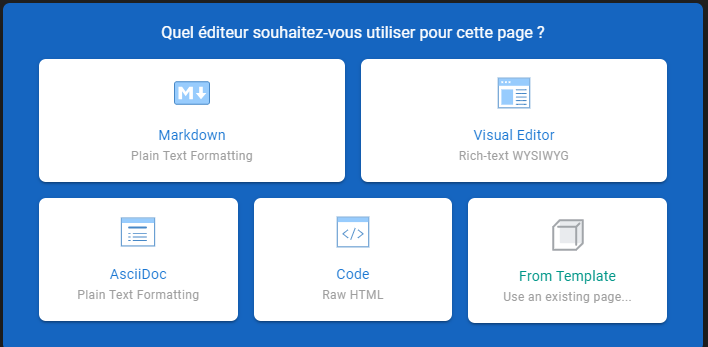 Quel éditeur souhaitez-vous utiliser pour cette page ?
M
Markdown
Plain Text Formatting
Visual Editor
Rich-text WYSIWYG
AsciiDoc
Plain Text Formatting
</>
Code
Raw HTML
From Template
Use an existing page...